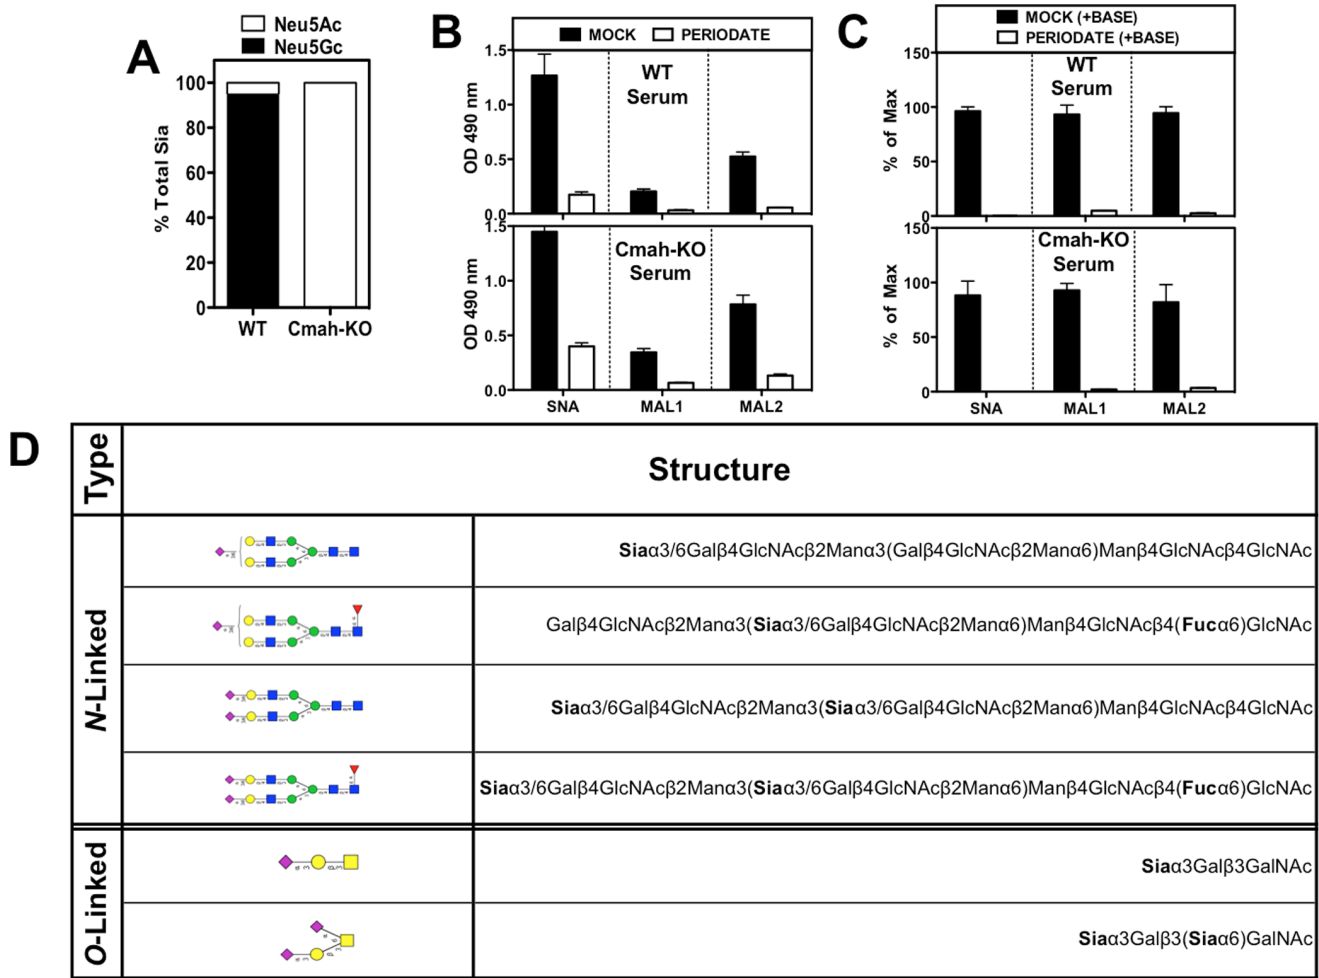 A
Neu5Ac
Neu5Gc
% Total Sia
100
80
60
40
20
0
WT
Cmah-KO
B
MOCK
PERIODATE
OD 490 nm
1.5
1.0
0.5
0.0
WT
Serum
OD 490 nm
1.5
1.0
0.5
0.0
Cmah-KO
Serum
SNA
MAL1
MAL2
C
MOCK (+BASE)
PERIODATE (+BASE)
% of Max
150
100
50
0
WT
Serum
% of Max
150
100
50
0
Cmah-KO
Serum
SNA
MAL1
MAL2
D
Type
Structure
N-Linked
Siaα3/6Galβ4GlcNAcβ2Manα3(Galβ4GlcNAcβ2Manα6)Manβ4GlcNAcβ4GlcNAc
Galβ4GlcNAcβ2Manα3(Siaα3/6Galβ4GlcNAcβ2Manα6)Manβ4GlcNAcβ4(Fucα6)GlcNAc
Siaα3/6Galβ4GlcNAcβ2Manα3(Siaα3/6Galβ4GlcNAcβ2Manα6)Manβ4GlcNAcβ4GlcNAc
Siaα3/6Galβ4GlcNAcβ2Manα3(Siaα3/6Galβ4GlcNAcβ2Manα6)Manβ4GlcNAcβ4(Fucα6)GlcNAc
O-Linked
α 3 β 3
Siaα3Galβ3GalNAc
Siaα3Galβ3(Siaα6)GalNAc